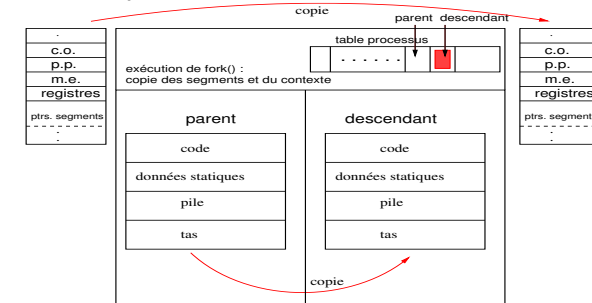 copie
parent descendant
table processus
exécution de fork() :
copie des segments et du contexte
c.o.
p.p.
m.e.
registres
ptrs. segments
c.o.
p.p.
m.e.
registres
ptrs. segment
parent
descendant
code
données statiques
pile
tas
code
données statiques
pile
tas
copie